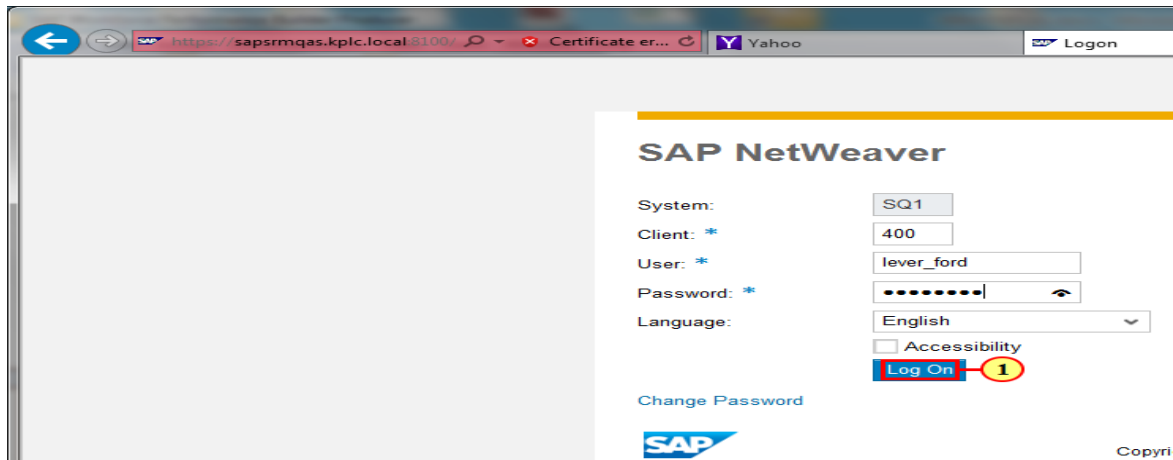 https://sapsrmqas.kplc.local:8100/ Certificate er... Yahoo Logon
SAP NetWeaver
System: SQ1
Client: * 400
User: * lever_ford
Password: * ••••••••
Language: English
Accessibility
Log On 1
Change Password
SAP
Copyri